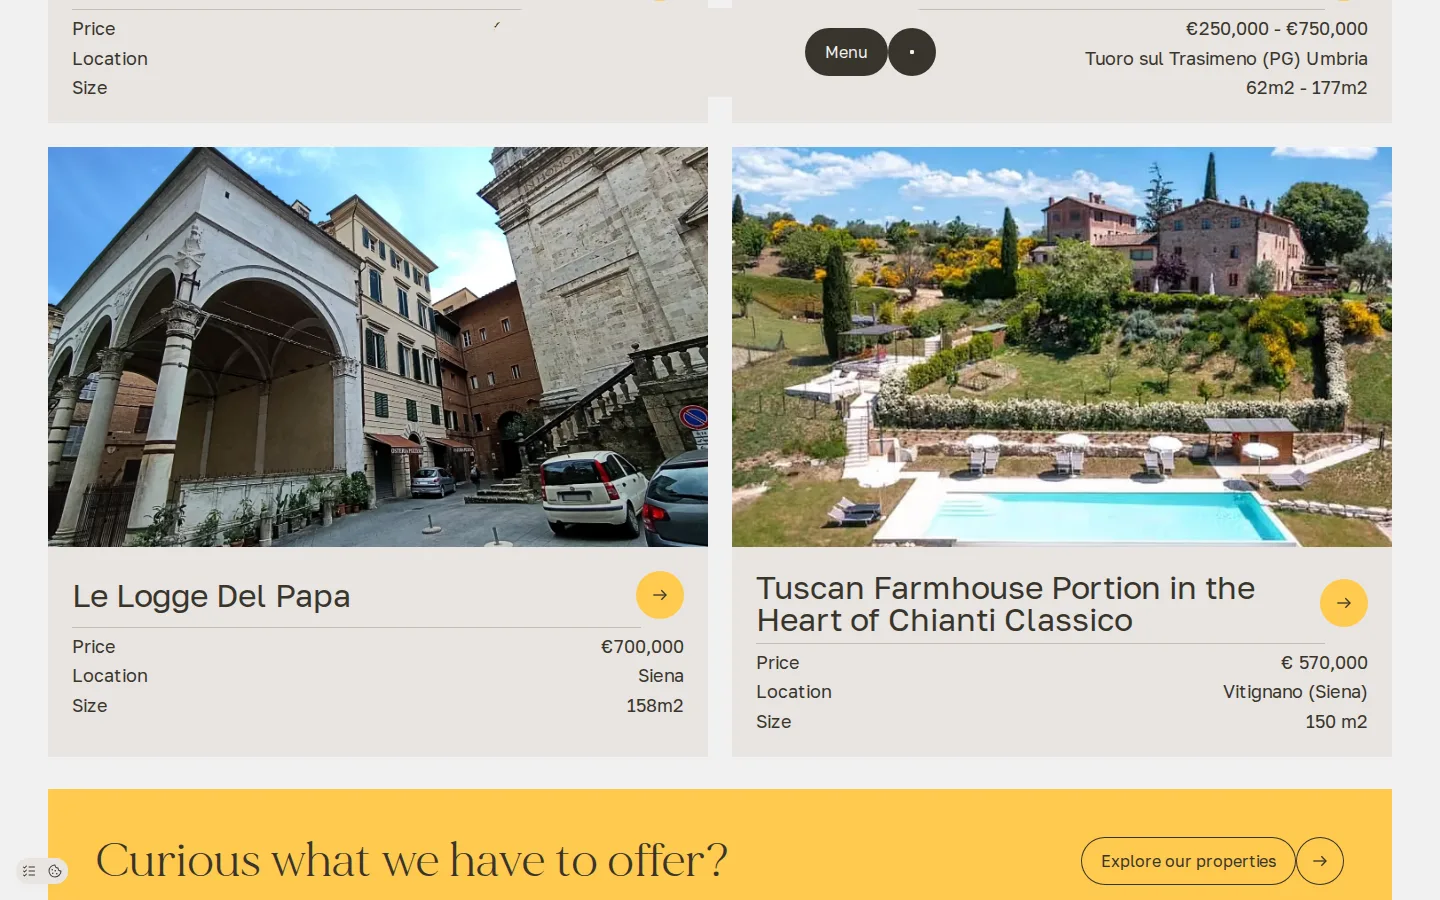 Price
Location
Size
Menu
€250,000 - €750,000
Tuoro sul Trasimeno (PG) Umbria
62m2 - 177m2
Le Logge Del Papa
Price €700,000
Location Siena
Size 158m2
Tuscan Farmhouse Portion in the
Heart of Chianti Classico
Price € 570,000
Location Vitignano (Siena)
Size 150 m2
Curious what we have to offer?
Explore our properties